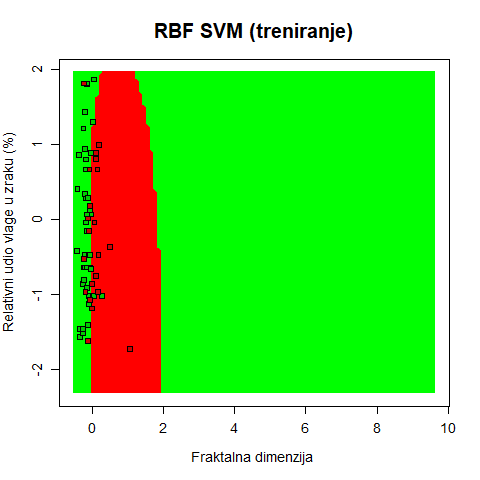 RBF SVM (treniranje)
Relativni udio vlage u zraku (%)
2
1
0
-1
-2
0 2 4 6 8 10
Fraktalna dimenzija